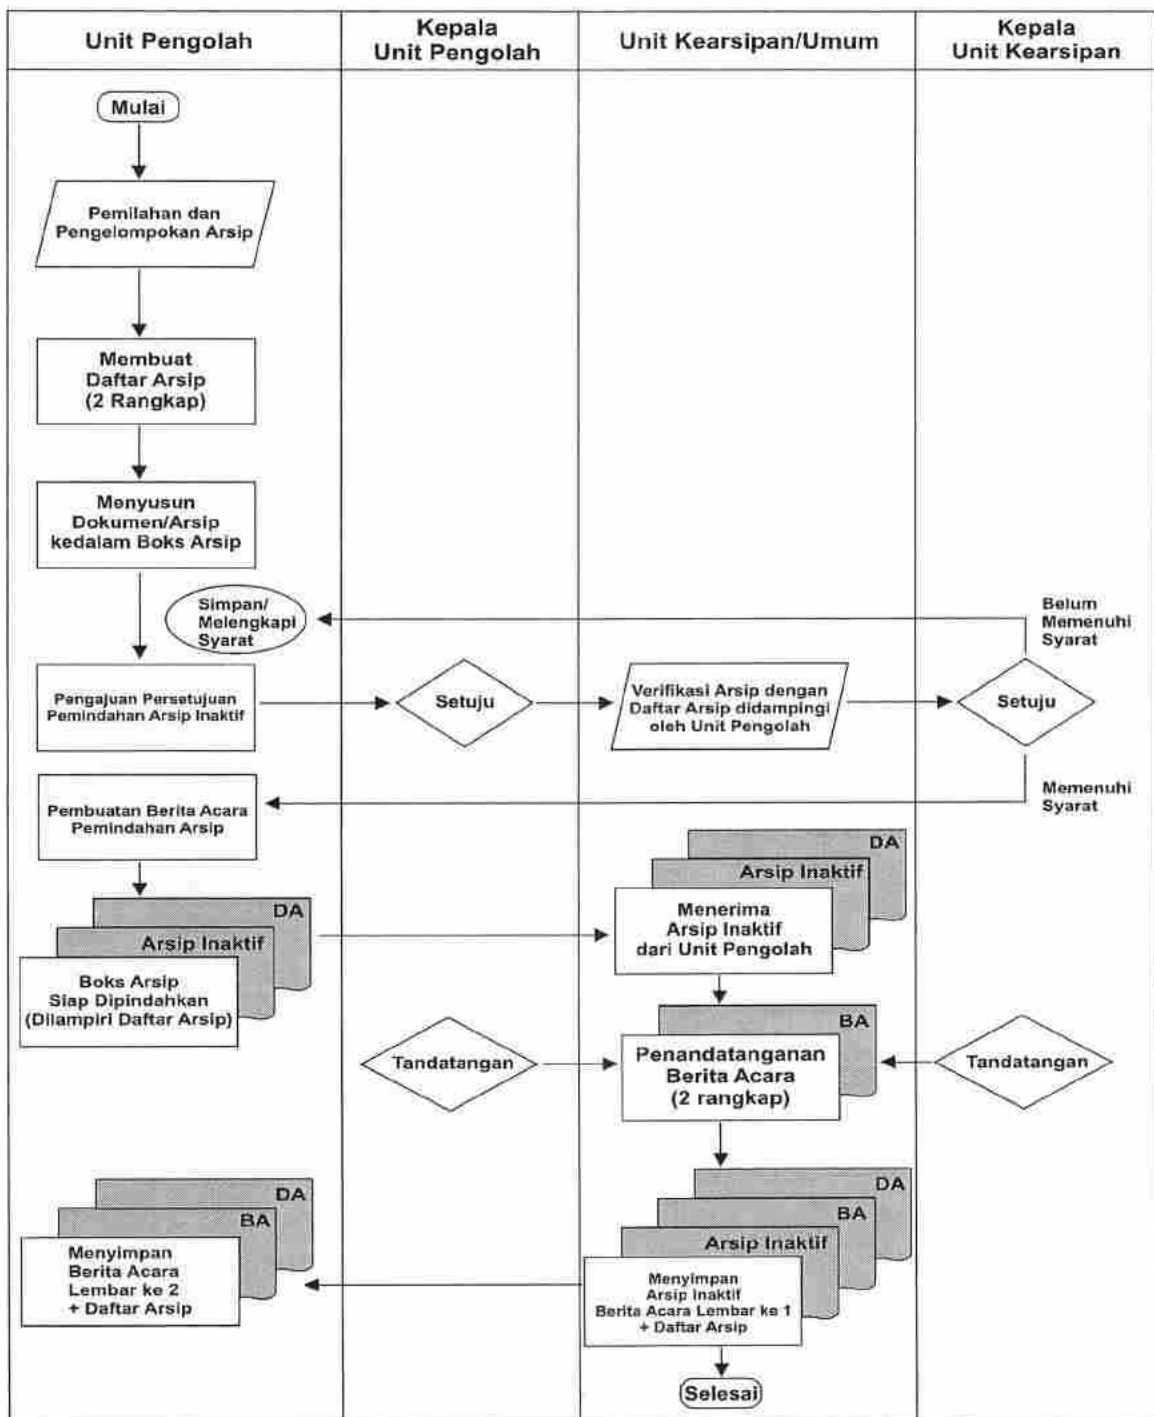 Unit Pengolah
Kepala
Unit Pengolah
Unit Kearsipan/Umum
Kepala
Unit Kearsipan
Mulai
Pemilahan dan
Pengelompokan Arsip
Membuat
Daftar Arsip
(2 Rangkap)
Menyusun
Dokumen/Arsip
kedalam Boks Arsip
Simpan/
Melengkapi
Syarat
Belum
Memenuhi
Syarat
Pengajuan Persetujuan
Pemindahan Arsip Inaktif
Setuju
Verifikasi Arsip dengan
Daftar Arsip didampingi
oleh Unit Pengolah
Setuju
Memenuhi
Syarat
Pembuatan Berita Acara
Pemindahan Arsip
DA
Arsip Inaktif
Boks Arsip
Siap Dipindahkan
(Dilampiri Daftar Arsip)
DA
Arsip Inaktif
Menerima
Arsip Inaktif
dari Unit Pengolah
Tandatangan
BA
Penandatanganan
Berita Acara
(2 rangkap)
Tandatangan
DA
BA
Menyimpan
Berita Acara
Lembar ke 2
+ Daftar Arsip
DA
BA
Arsip Inaktif
Menyimpan
Arsip Inaktif
Berita Acara Lembar ke 1
+ Daftar Arsip
Selesai